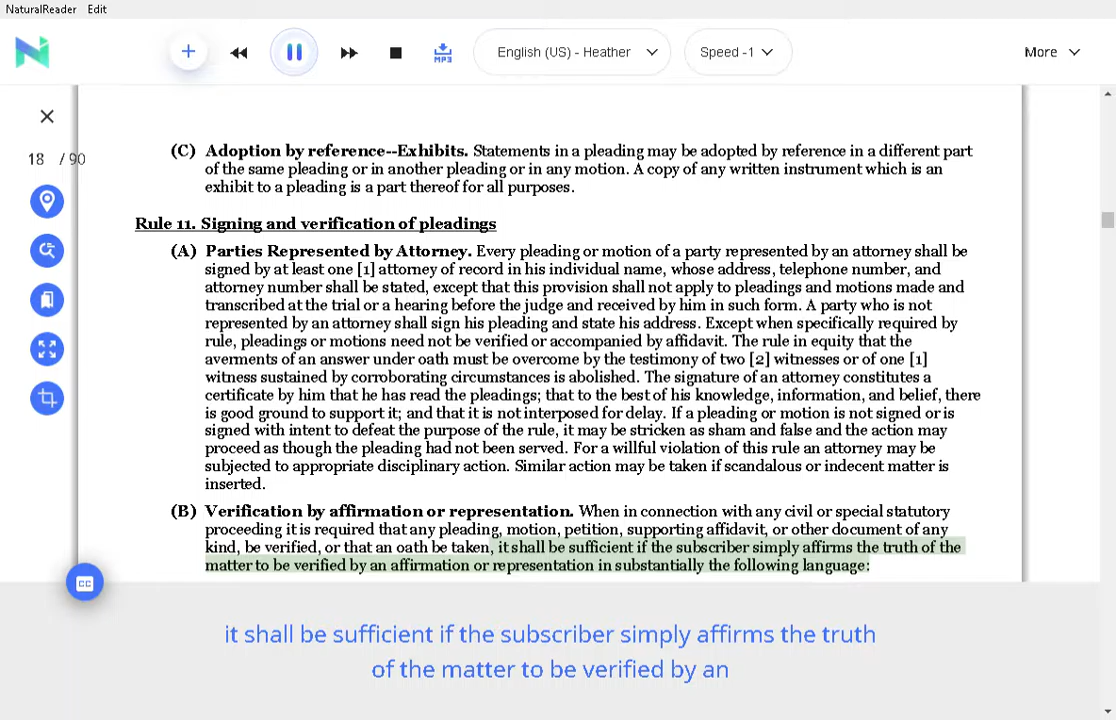 NaturalReader Edit
MP3
English (US) - Heather
Speed -1
More
18 / 90
(C) Adoption by reference--Exhibits. Statements in a pleading may be adopted by reference in a different part
of the same pleading or in another pleading or in any motion. A copy of any written instrument which is an
exhibit to a pleading is a part thereof for all purposes.
Rule 11. Signing and verification of pleadings
(A) Parties Represented by Attorney. Every pleading or motion of a party represented by an attorney shall be
signed by at least one [1] attorney of record in his individual name, whose address, telephone number, and
attorney number shall be stated, except that this provision shall not apply to pleadings and motions made and
transcribed at the trial or a hearing before the judge and received by him in such form. A party who is not
represented by an attorney shall sign his pleading and state his address. Except when specifically required by
rule, pleadings or motions need not be verified or accompanied by affidavit. The rule in equity that the
averments of an answer under oath must be overcome by the testimony of two [2] witnesses or of one [1]
witness sustained by corroborating circumstances is abolished. The signature of an attorney constitutes a
certificate by him that he has read the pleadings; that to the best of his knowledge, information, and belief, there
is good ground to support it; and that it is not interposed for delay. If a pleading or motion is not signed or is
signed with intent to defeat the purpose of the rule, it may be stricken as sham and false and the action may
proceed as though the pleading had not been served. For a willful violation of this rule an attorney may be
subjected to appropriate disciplinary action. Similar action may be taken if scandalous or indecent matter is
inserted.
(B) Verification by affirmation or representation. When in connection with any civil or special statutory
proceeding it is required that any pleading, motion, petition, supporting affidavit, or other document of any
kind, be verified, or that an oath be taken, it shall be sufficient if the subscriber simply affirms the truth of the
matter to be verified by an affirmation or representation in substantially the following language:
CC
it shall be sufficient if the subscriber simply affirms the truth
of the matter to be verified by an